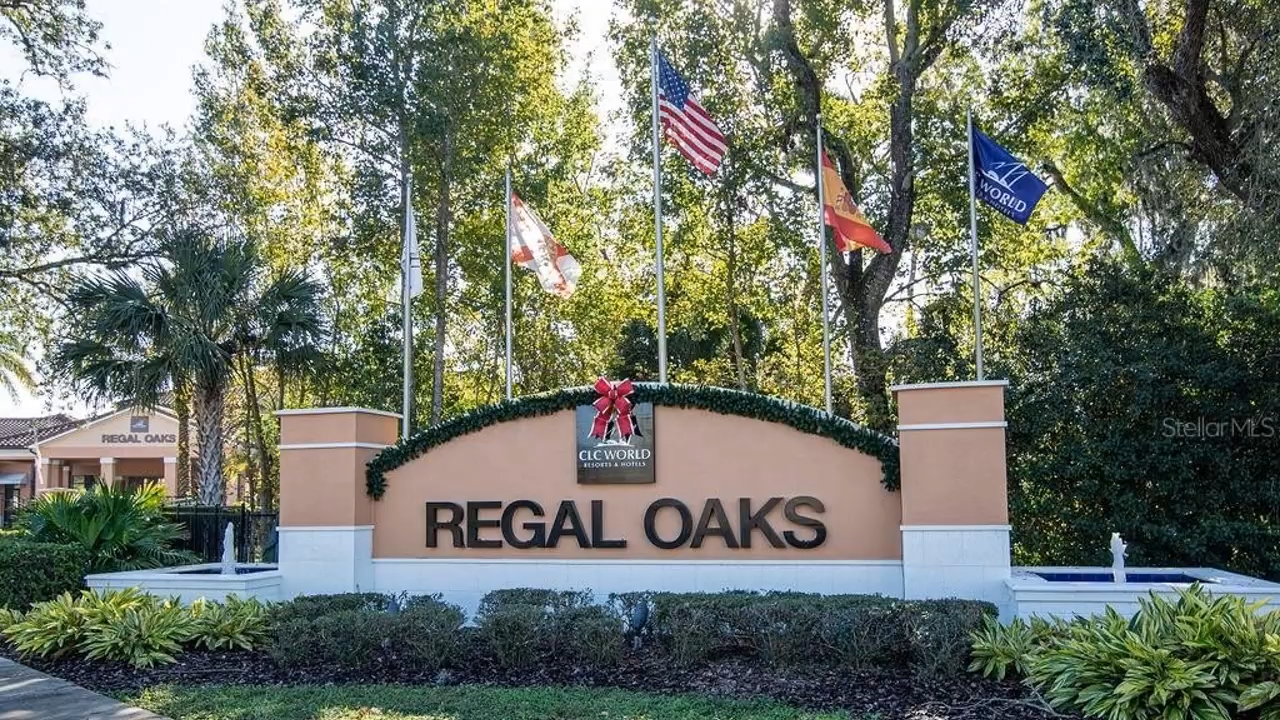 WORLD
REGAL OAKS
StellarMLS
CLC WORLD
RESORTS & HOTELS
REGAL OAKS